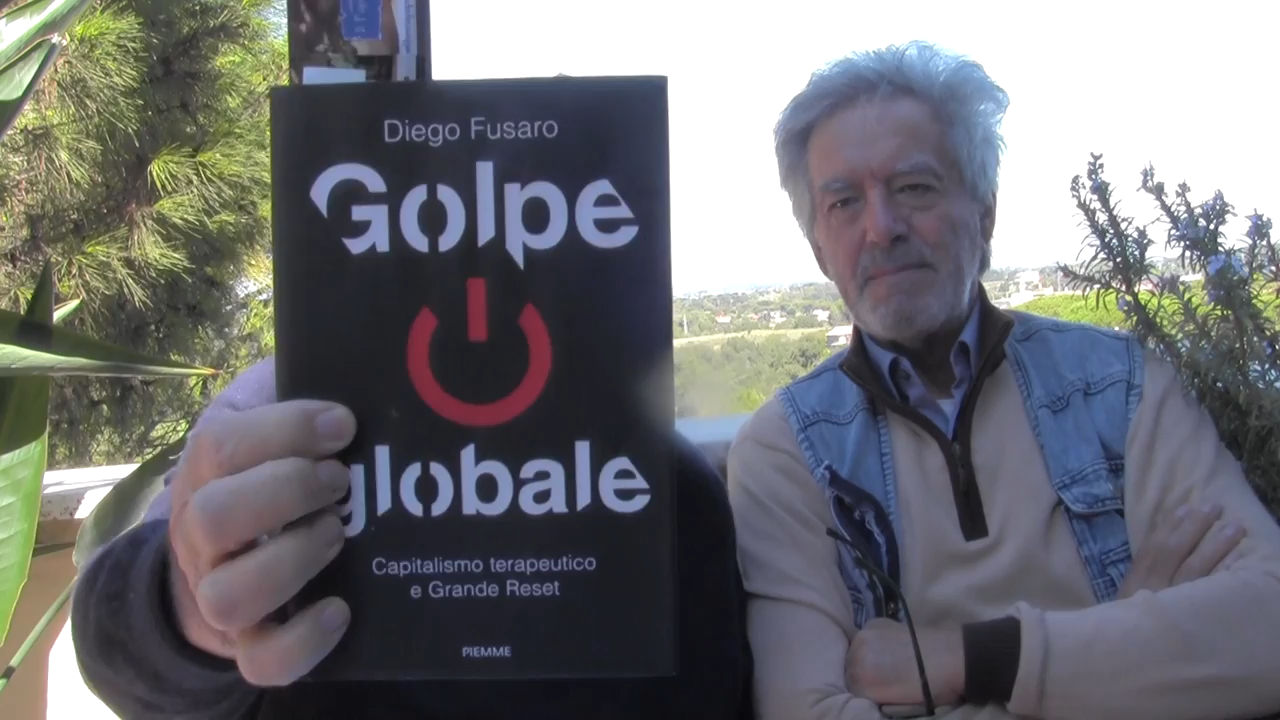 Diego Fusaro
Golpe
globale
Capitalismo terapeutico
e Grande Reset
PIEMME